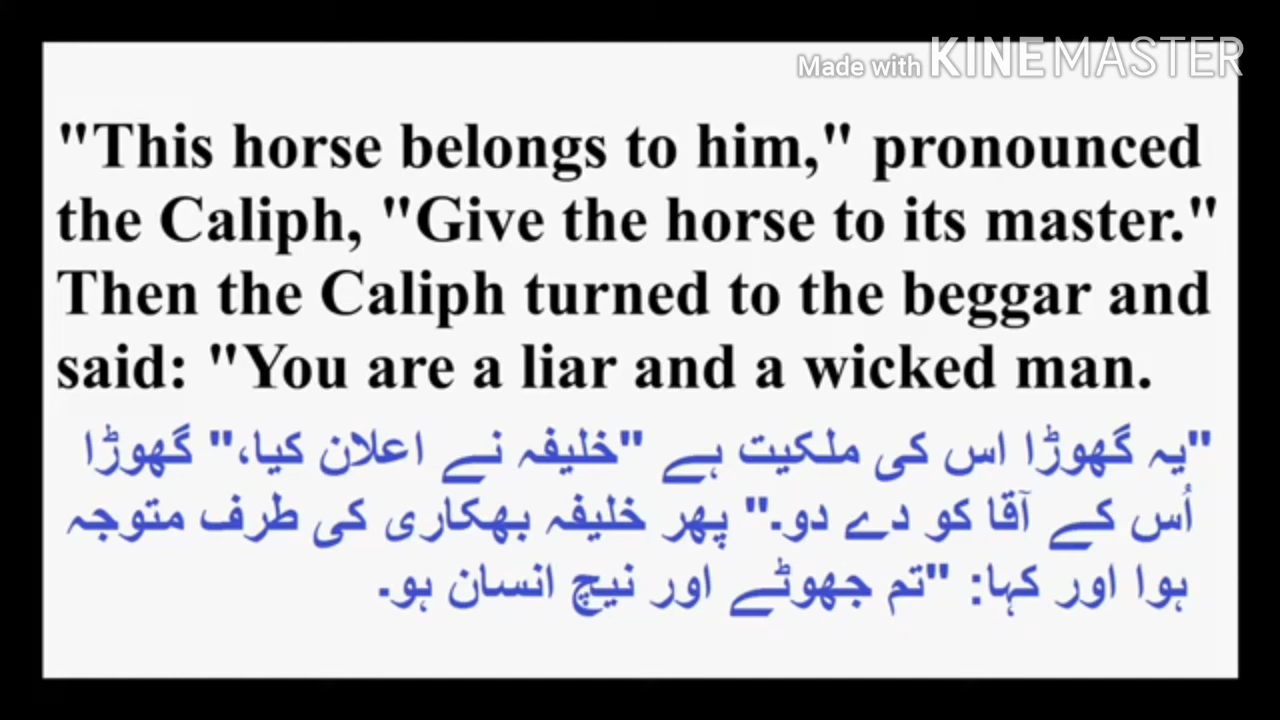 Made with KINEMASTER
"This horse belongs to him," pronounced
the Caliph, "Give the horse to its master."
Then the Caliph turned to the beggar and
said: "You are a liar and a wicked man.
"یہ گھوڑا اس کی ملکیت ہے "خلیفہ نے اعلان کیا،" گھوڑا
اُس کے آقا کو دے دو۔" پھر خلیفہ بھکاری کی طرف متوجہ
ہوا اور کہا: "تم جھوٹے اور نیچ انسان ہو۔